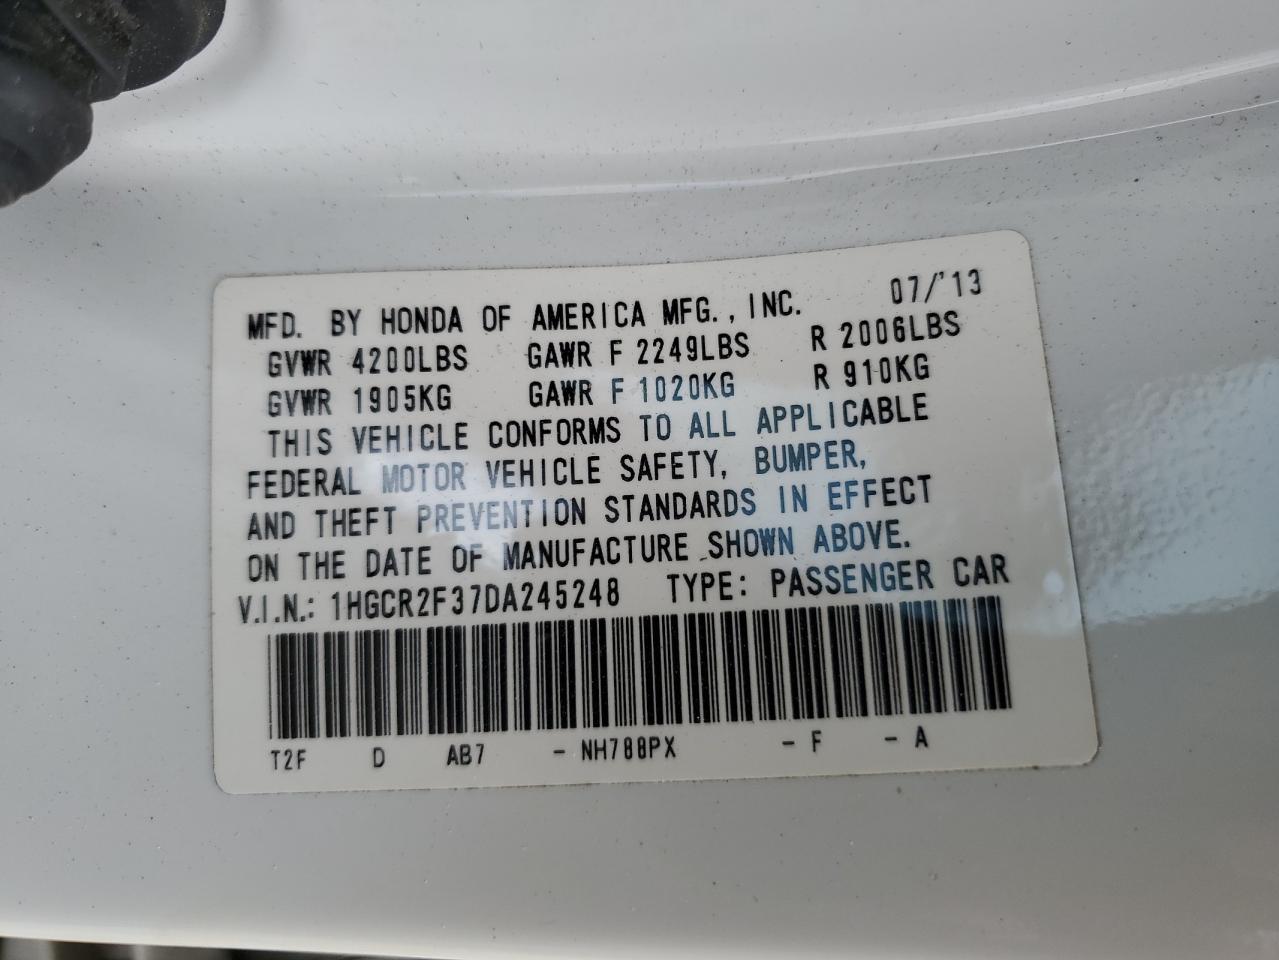 MFD. BY HONDA OF AMERICA MFG., INC. 07/'13
GVWR 4200LBS GAWR F 2249LBS R 2006LBS
GVWR 1905KG GAWR F 1020KG R 910KG
THIS VEHICLE CONFORMS TO ALL APPLICABLE
FEDERAL MOTOR VEHICLE SAFETY, BUMPER,
AND THEFT PREVENTION STANDARDS IN EFFECT
ON THE DATE OF MANUFACTURE SHOWN ABOVE.
V.I.N.: 1HGCR2F37DA245248 TYPE: PASSENGER CAR
T2F D AB7 - NH788PX - F - A